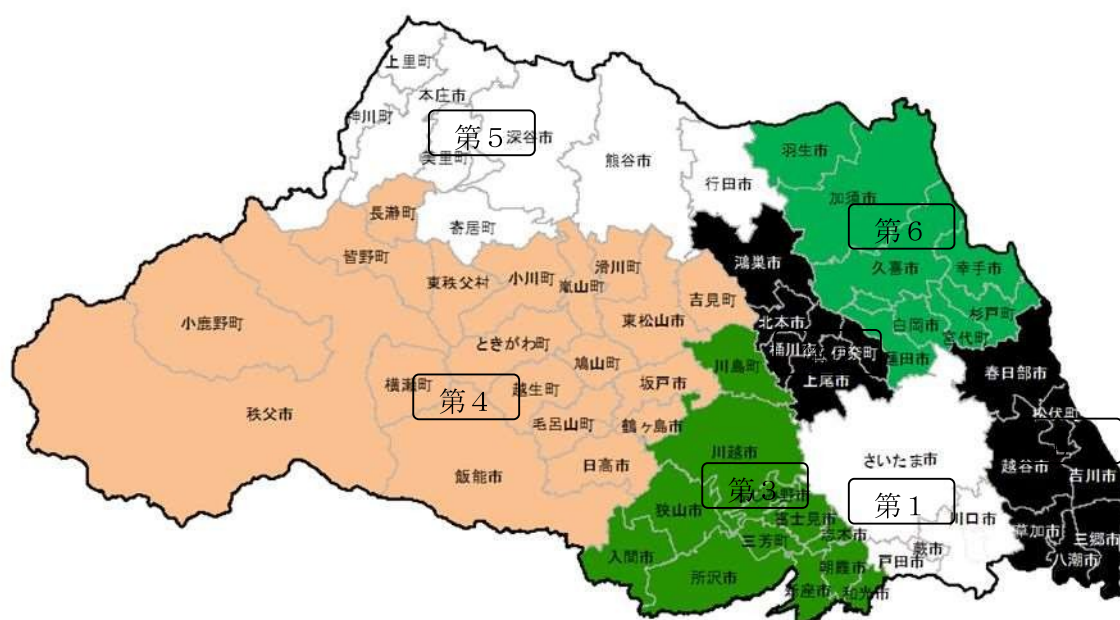 上里町
本庄市
神川町
第５
深谷市
美里町
熊谷市
行田市
羽生市
加須市
長瀞町
寄居町
第６
皆野町
東秩父村
小川町
嵐山町
滑川町
吉見町
鴻巣市
久喜市
幸手市
小鹿野町
東松山市
北本市
白岡市
杉戸町
宮代町
ときがわ町
鳩山町
川島町
桶川市
伊奈町
蓮田市
上尾市
春日部市
横瀬町
第４
越生町
坂戸市
松伏町
秩父市
毛呂山町
鶴ヶ島市
川越市
さいたま市
越谷市
吉川市
飯能市
日高市
第３
野市
第１
狭山市
富士見市
川口市
三芳町
志木市
草加市
三郷市
入間市
所沢市
朝霞市
戸田市
蕨市
八潮市
新座市
和光市